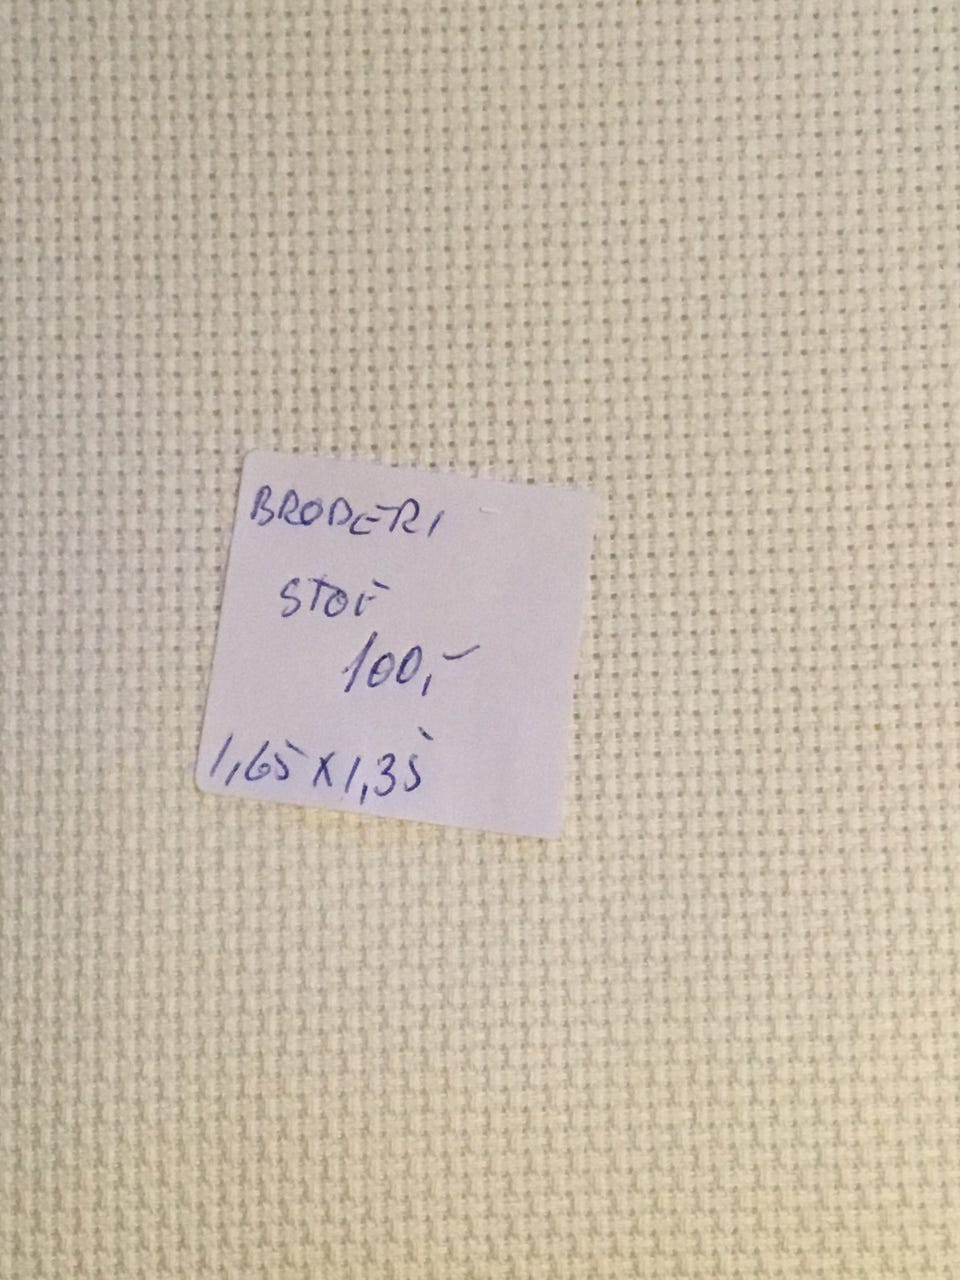 BRODERI
STOF
100,-
1,65 x 1,35